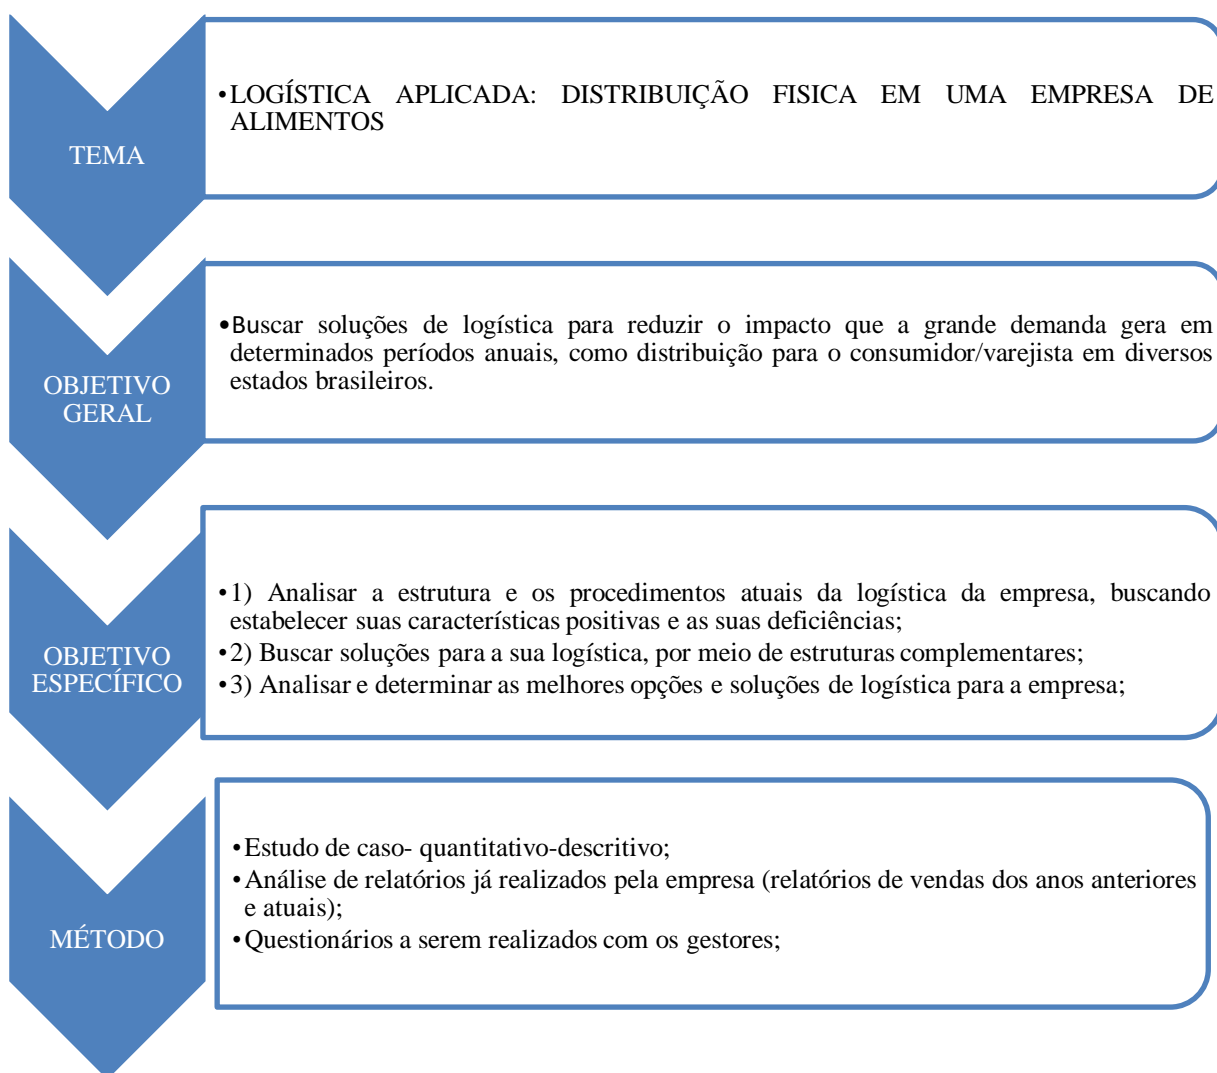 TEMA
•LOGÍSTICA APLICADA: DISTRIBUIÇÃO FISICA EM UMA EMPRESA DE
ALIMENTOS
OBJETIVO
GERAL
•Buscar soluções de logística para reduzir o impacto que a grande demanda gera em
determinados períodos anuais, como distribuição para o consumidor/varejista em diversos
estados brasileiros.
OBJETIVO
ESPECÍFICO
•1) Analisar a estrutura e os procedimentos atuais da logística da empresa, buscando
estabelecer suas características positivas e as suas deficiências;
•2) Buscar soluções para a sua logística, por meio de estruturas complementares;
•3) Analisar e determinar as melhores opções e soluções de logística para a empresa;
MÉTODO
•Estudo de caso- quantitativo-descritivo;
•Análise de relatórios já realizados pela empresa (relatórios de vendas dos anos anteriores
e atuais);
•Questionários a serem realizados com os gestores;